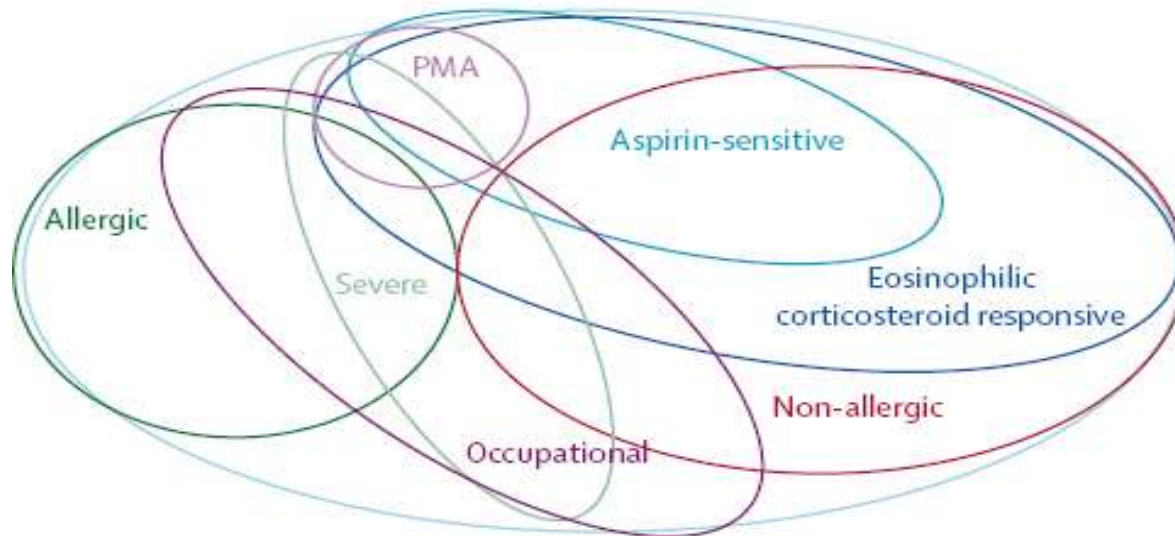 PMA
Aspirin-sensitive
Allergic
Severe
Eosinophilic
corticosteroid responsive
Non-allergic
Occupational